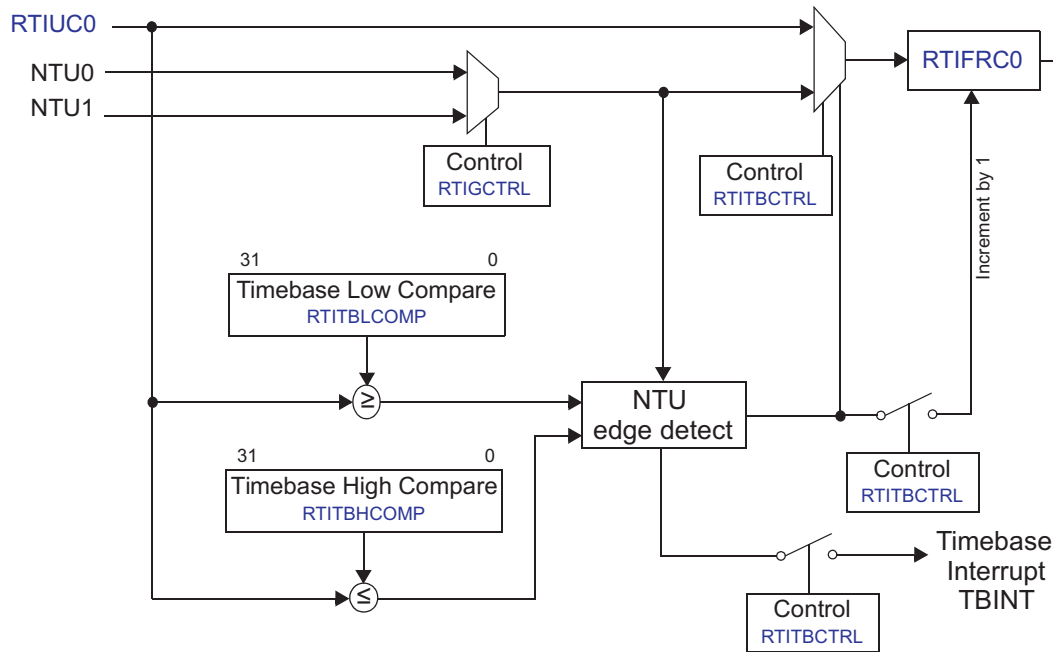 RTIUC0
NTU0
NTU1
RTIFRC0
Control
RTIGCTRL
Control
RTITBCTRL
Increment by 1
31 0
Timebase Low Compare
RTITBLCOMP
≥
NTU
edge detect
31 0
Timebase High Compare
RTITBHCOMP
≤
Control
RTITBCTRL
Timebase
Interrupt
TBINT
Control
RTITBCTRL